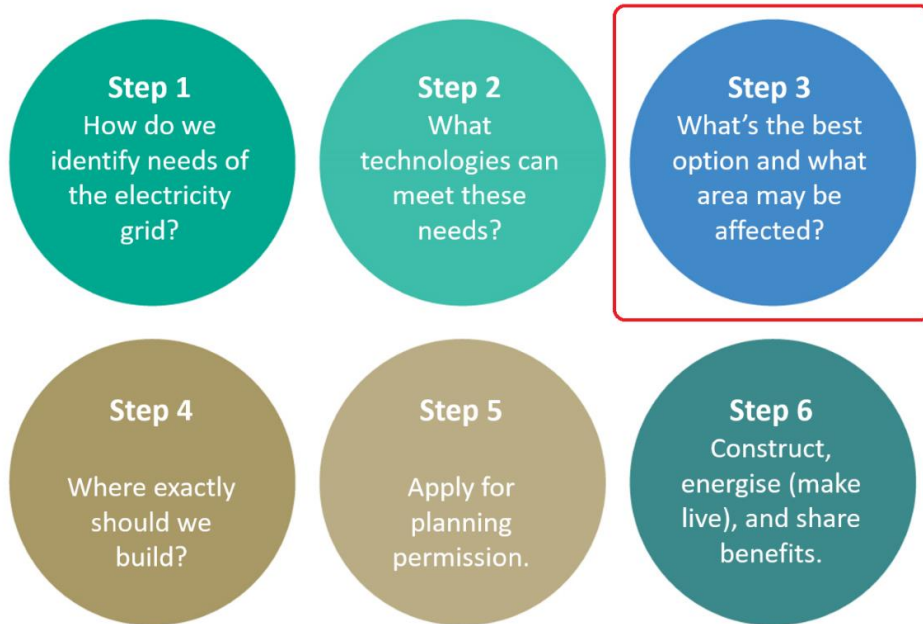 Step 1
How do we
identify needs of
the electricity
grid?
Step 2
What
technologies can
meet these
needs?
Step 3
What’s the best
option and what
area may be
affected?
Step 4
Where exactly
should we
build?
Step 5
Apply for
planning
permission.
Step 6
Construct,
energise (make
live), and share
benefits.